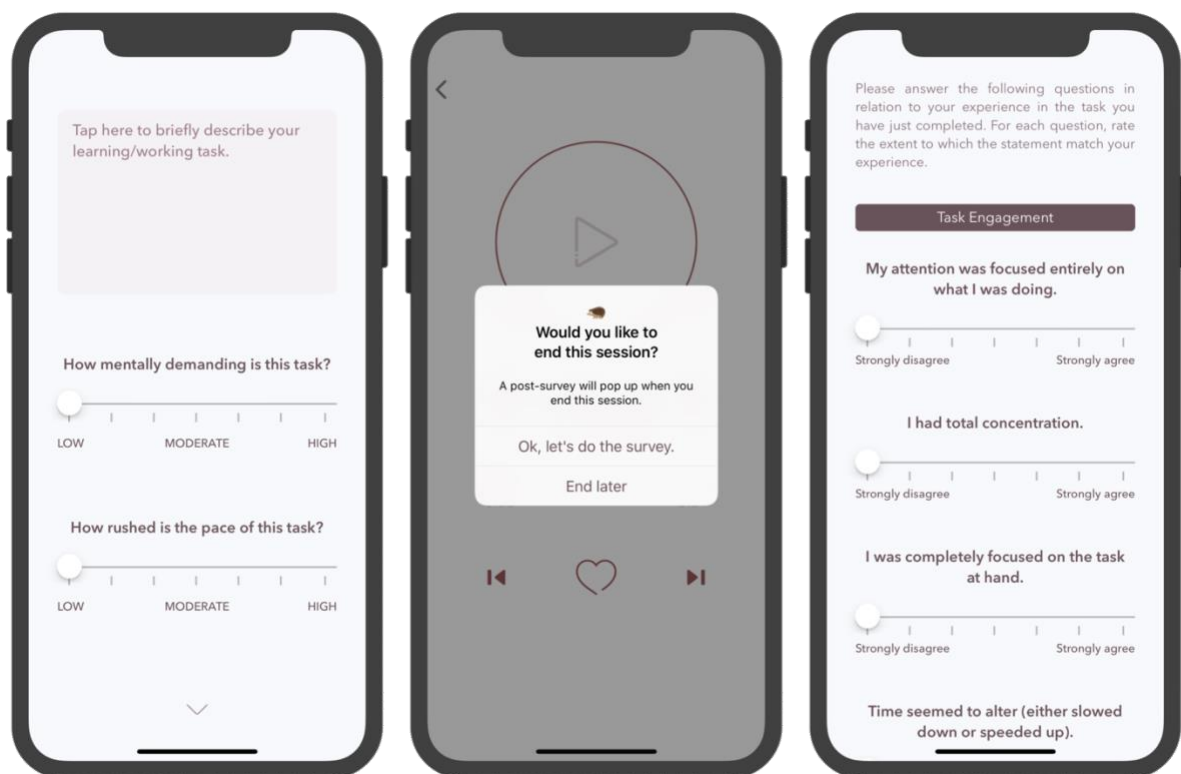 Tap here to briefly describe your
learning/working task.
How mentally demanding is this task?
LOW MODERATE HIGH
How rushed is the pace of this task?
LOW MODERATE HIGH
Would you like to
end this session?
A post-survey will pop up when you
end this session.
Ok, let's do the survey.
End later
Please answer the following questions in
relation to your experience in the task you
have just completed. For each question, rate
the extent to which the statement match your
experience.
Task Engagement
My attention was focused entirely on
what I was doing.
Strongly disagree Strongly agree
I had total concentration.
Strongly disagree Strongly agree
I was completely focused on the task
at hand.
Strongly disagree Strongly agree
Time seemed to alter (either slowed
down or speeded up).